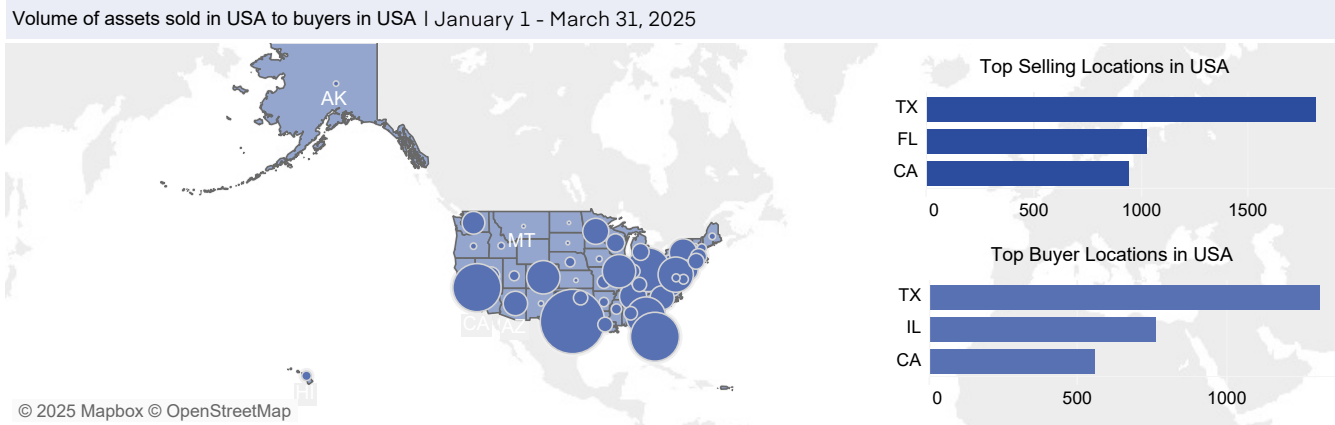 Volume of assets sold in USA to buyers in USA | January 1 - March 31, 2025
AK
MT
CA
AZ
HI
© 2025 Mapbox © OpenStreetMap
Top Selling Locations in USA
TX
FL
CA
0 500 1000 1500
Top Buyer Locations in USA
TX
IL
CA
0 500 1000